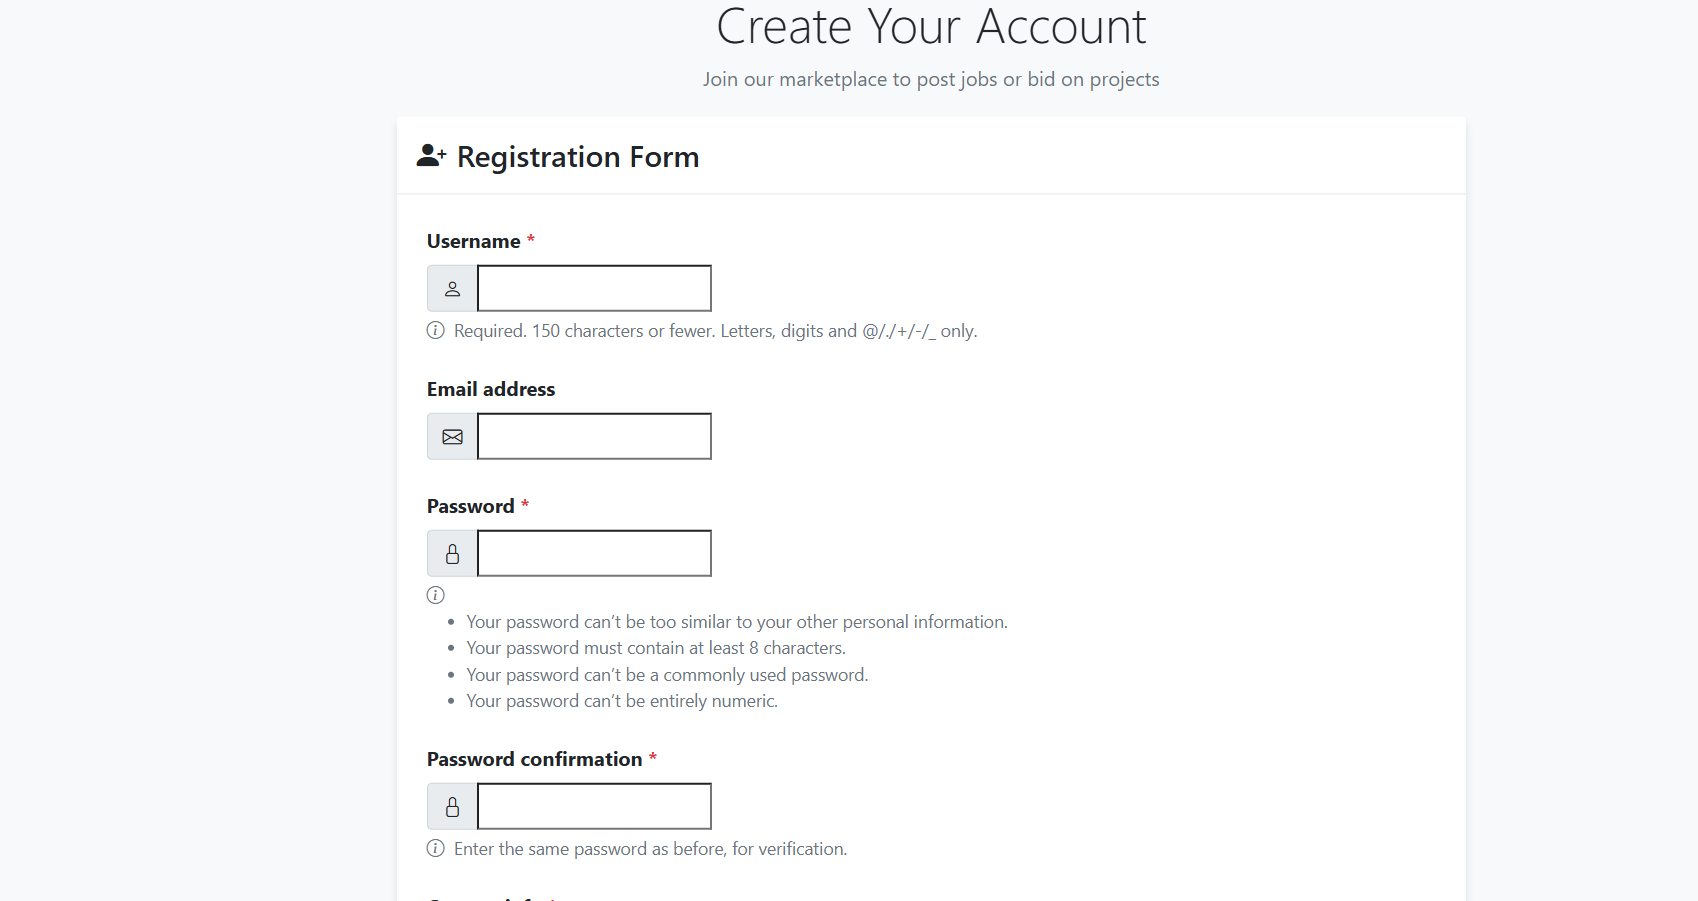 Create Your Account
Join our marketplace to post jobs or bid on projects
Registration Form
Username *
Required. 150 characters or fewer. Letters, digits and @/./+/-/_ only.
Email address
Password *
Your password can’t be too similar to your other personal information.
Your password must contain at least 8 characters.
Your password can’t be a commonly used password.
Your password can’t be entirely numeric.
Password confirmation *
Enter the same password as before, for verification.